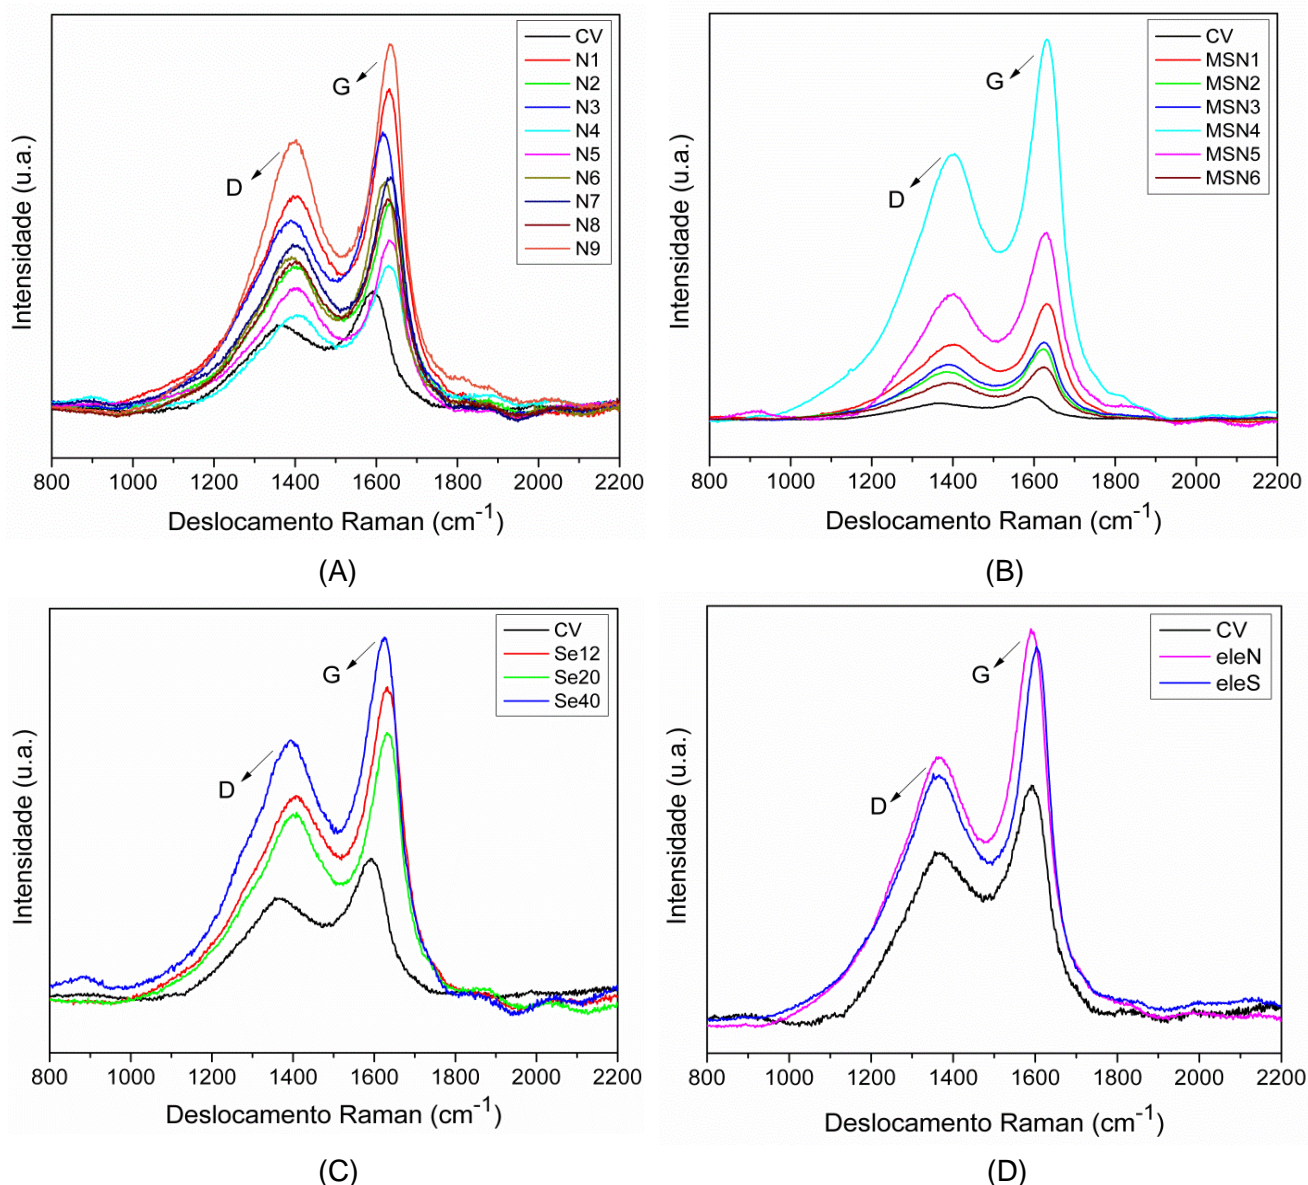 CV
N1
N2
N3
N4
N5
N6
N7
N8
N9
G
D
Intensidade (u.a.)
800 1000 1200 1400 1600 1800 2000 2200
Deslocamento Raman (cm-1)
(A)
CV
MSN1
MSN2
MSN3
MSN4
MSN5
MSN6
G
D
Intensidade (u.a.)
800 1000 1200 1400 1600 1800 2000 2200
Deslocamento Raman (cm-1)
(B)
CV
Se12
Se20
Se40
G
D
Intensidade (u.a.)
800 1000 1200 1400 1600 1800 2000 2200
Deslocamento Raman (cm-1)
(C)
CV
eleN
eleS
G
D
Intensidade (u.a.)
800 1000 1200 1400 1600 1800 2000 2200
Deslocamento Raman (cm-1)
(D)